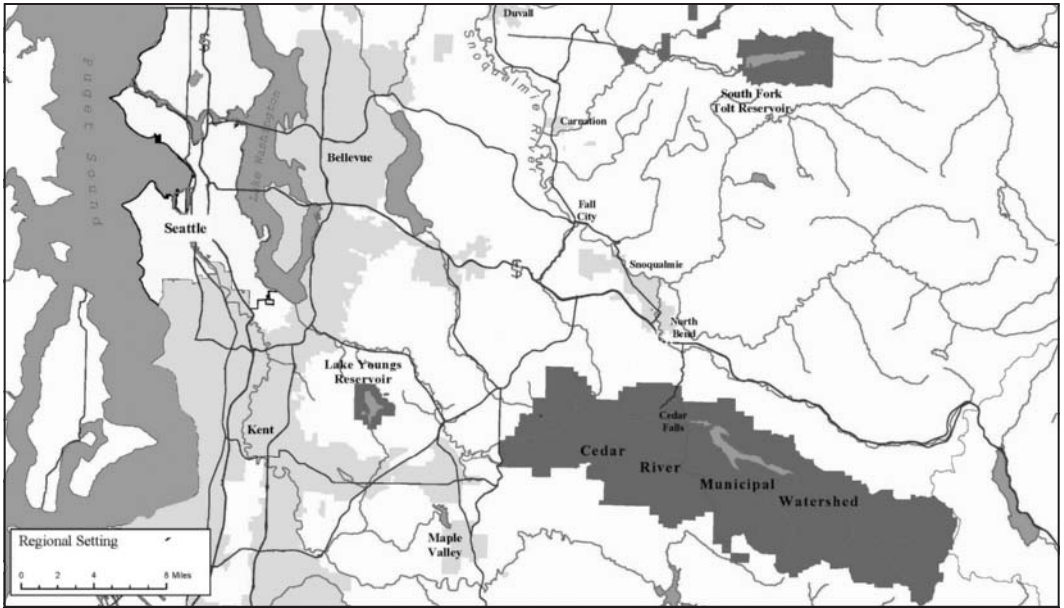 Duvall
Snoqualmie River
Puget Sound
Lake Washington
South Fork
Tolt Reservoir
Carnation
Bellevue
Fall
City
Seattle
Snoqualmie
North
Bend
Lake Youngs
Reservoir
Cedar
Falls
Kent
Cedar
River
Municipal
Watershed
Maple
Valley
Regional Setting
0 2 4 8 Miles